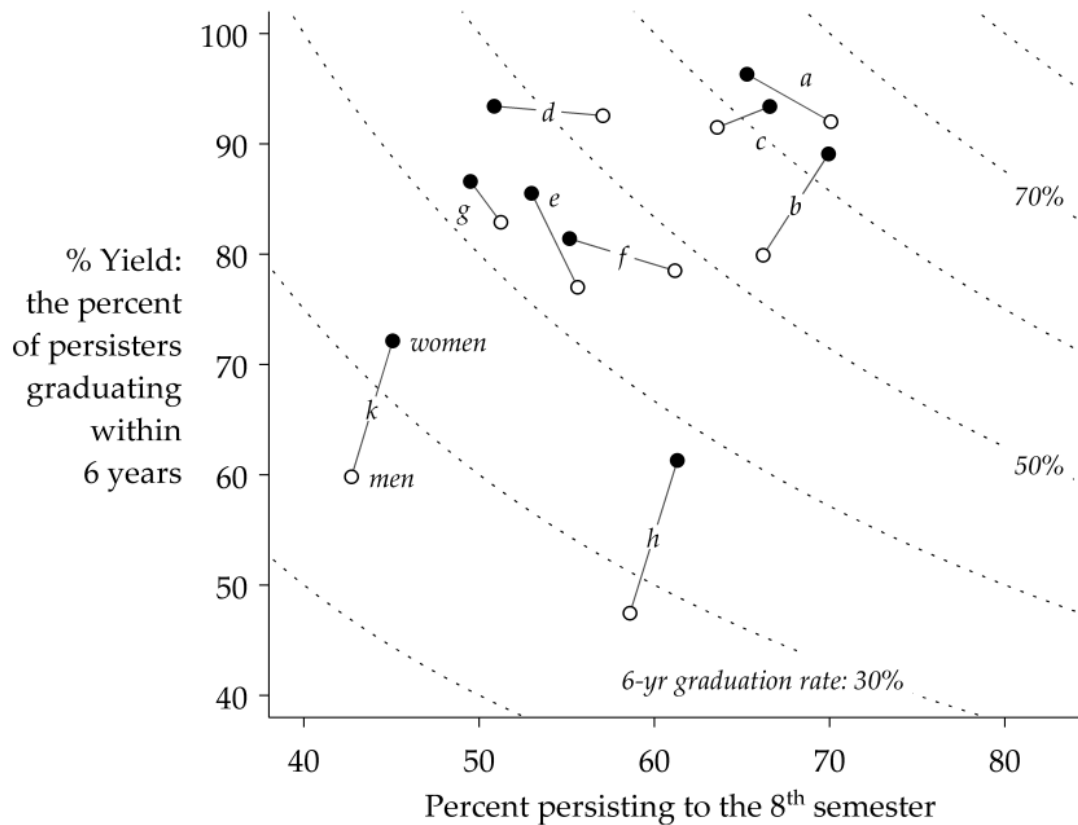 100
90
80
70
60
50
40
% Yield:
the percent
of persisters
graduating
within
6 years
a
d
c
70%
b
g
e
f
women
k
men
50%
h
6-yr graduation rate: 30%
40
50
60
70
80
Percent persisting to the 8th semester